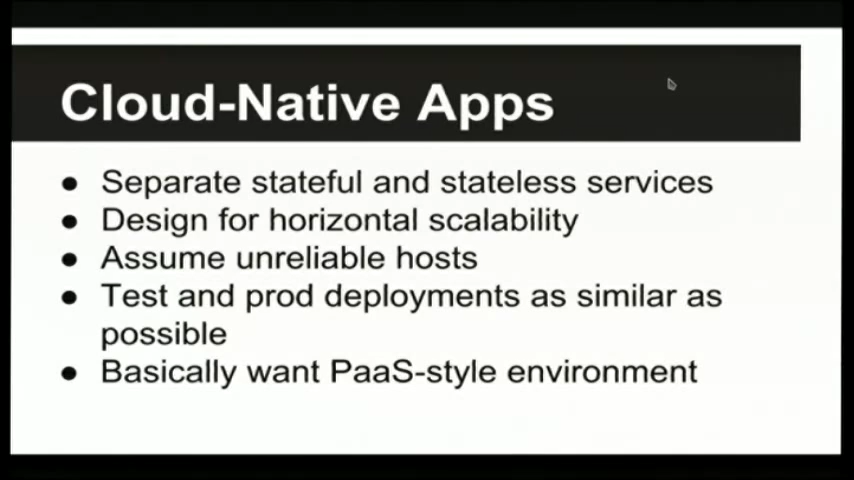 Cloud-Native Apps
● Separate stateful and stateless services
● Design for horizontal scalability
● Assume unreliable hosts
● Test and prod deployments as similar as
possible
● Basically want PaaS-style environment